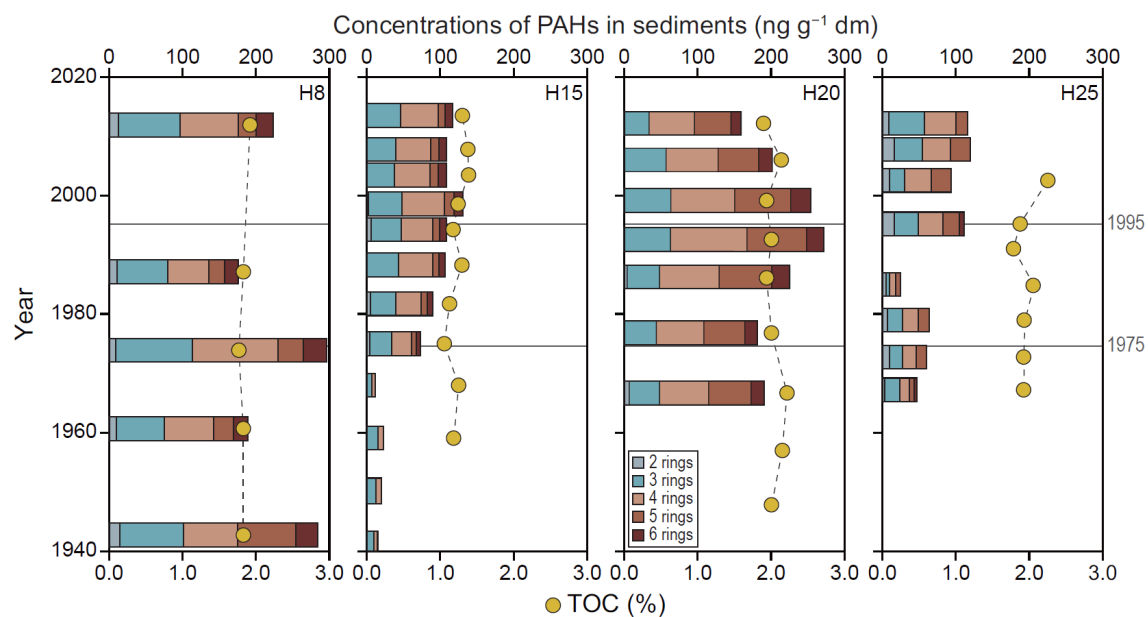 Concentrations of PAHs in sediments (ng g⁻¹ dm)
0 100 200 300 0 100 200 300 0 100 200 300 0 100 200 300
2020
H8 H15 H20 H25
2000
1995
Year
1980
1975
1960
2 rings
3 rings
4 rings
5 rings
6 rings
1940
0.0 1.0 2.0 3.0 0.0 1.0 2.0 3.0 0.0 1.0 2.0 3.0 0.0 1.0 2.0 3.0
TOC (%)